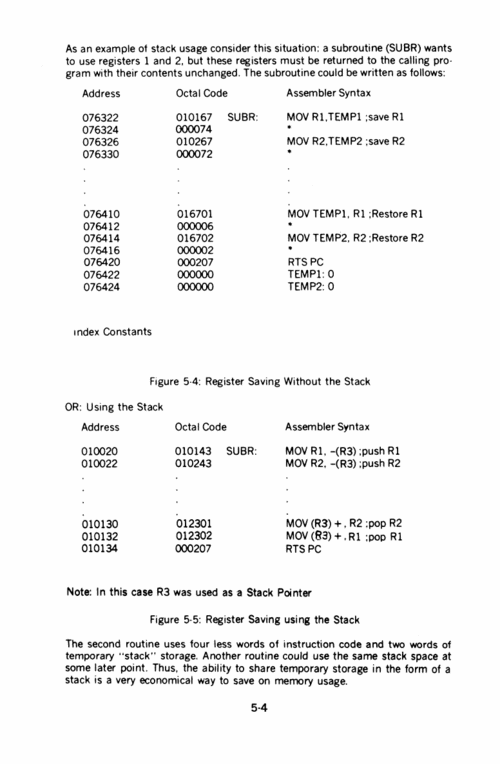 As an example of stack usage consider this situation: a subroutine (SUBR) wants
to use registers 1 and 2, but these registers must be returned to the calling pro-
gram with their contents unchanged. The subroutine could be written as follows:
Address Octal Code Assembler Syntax
076322 010167 SUBR: MOV R1,TEMP1 ;save R1
076324 000074 *
076326 010267 MOV R2,TEMP2 ;save R2
076330 000072 *
. . .
. . .
. . .
. . .
076410 016701 MOV TEMP1, R1 ;Restore R1
076412 000006 *
076414 016702 MOV TEMP2, R2 ;Restore R2
076416 000002 *
076420 000207 RTS PC
076422 000000 TEMP1: 0
076424 000000 TEMP2: 0
index Constants
Figure 5-4: Register Saving Without the Stack
OR: Using the Stack
Address Octal Code Assembler Syntax
010020 010143 SUBR: MOV R1, -(R3) ;push R1
010022 010243 MOV R2, -(R3) ;push R2
. . .
. . .
. . .
. . .
010130 012301 MOV (R3) + , R2 ;pop R2
010132 012302 MOV (R3) + , R1 ;pop R1
010134 000207 RTS PC
Note: In this case R3 was used as a Stack Pointer
Figure 5-5: Register Saving using the Stack
The second routine uses four less words of instruction code and two words of
temporary "stack" storage. Another routine could use the same stack space at
some later point. Thus, the ability to share temporary storage in the form of a
stack is a very economical way to save on memory usage.
5-4